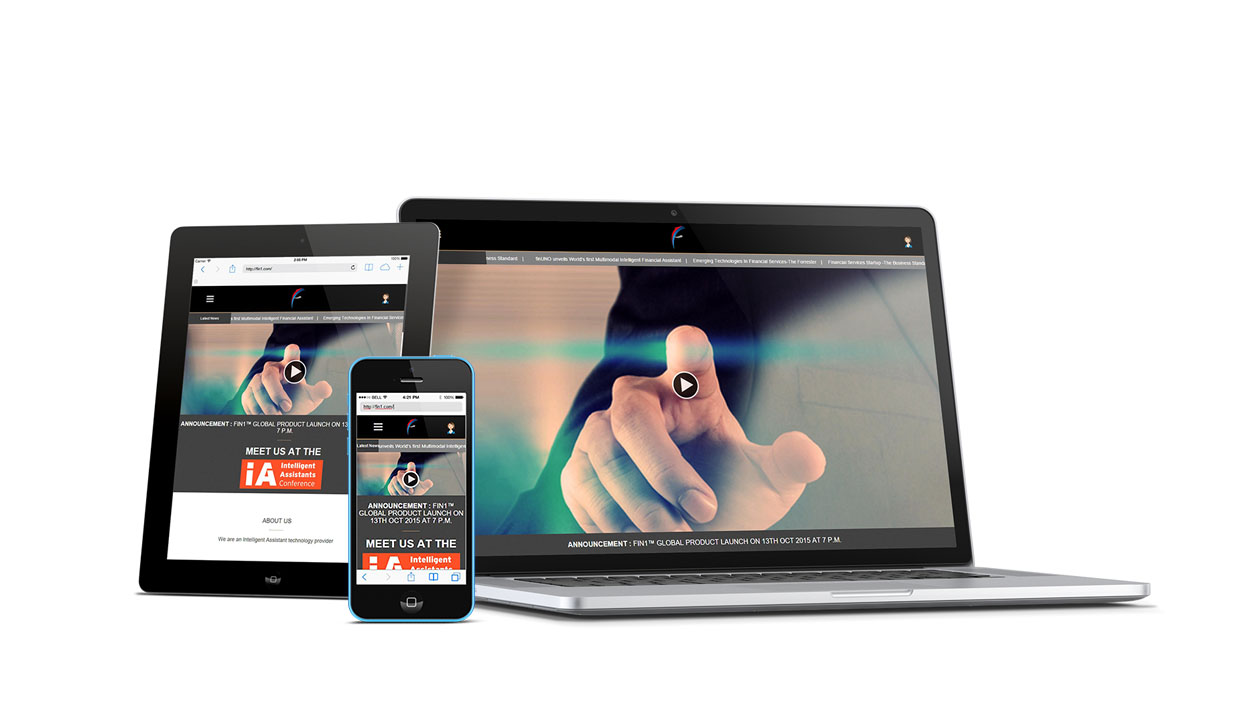 Carrier
2:05 PM
100%
http://fin1.com/
Latest News
s first Multimodal Intelligent Financial Assistant | Emerging Technologies in Financial Services
ANNOUNCEMENT : FIN1™ GLOBAL PRODUCT LAUNCH ON 13
7 P.M.
MEET US AT THE
iA Intelligent
Assistants
Conference
ABOUT US
We are an Intelligent Assistant technology provider
BELL 4:21 PM 100%
http://fin1.com/
Latest News unveils World's first Multimodal Intelligen
ANNOUNCEMENT : FIN1™
GLOBAL PRODUCT LAUNCH ON
13TH OCT 2015 AT 7 P.M.
MEET US AT THE
iA Intelligent
Assistants
ness Standard | fintUNO unveils World's first Multimodal Intelligent Financial Assistant | Emerging Technologies in Financial Services-The Forrester | Financial Services Startup -The Business Stand
ANNOUNCEMENT : FIN1™ GLOBAL PRODUCT LAUNCH ON 13TH OCT 2015 AT 7 P.M.